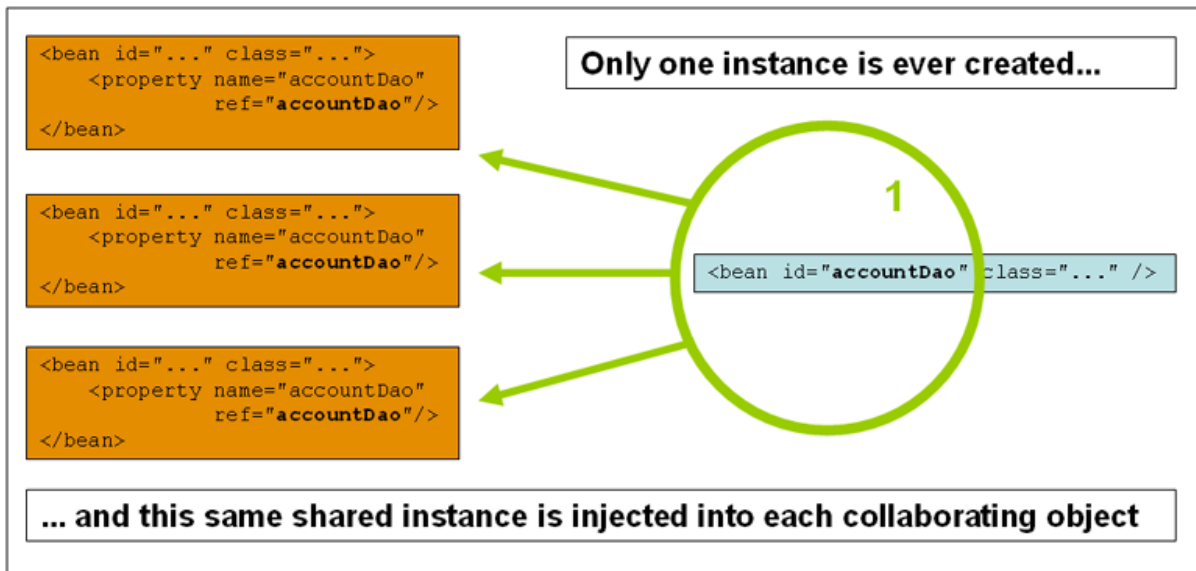 <bean id="..." class="...">
    <property name="accountDao"
              ref="accountDao"/>
</bean>
Only one instance is ever created...
1
<bean id="..." class="...">
    <property name="accountDao"
              ref="accountDao"/>
</bean>
<bean id="accountDao" class="..." />
<bean id="..." class="...">
    <property name="accountDao"
              ref="accountDao"/>
</bean>
... and this same shared instance is injected into each collaborating object